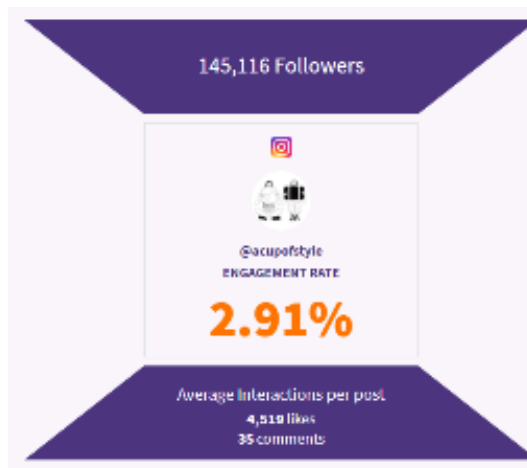 145,116 Followers
@acupofstyle
ENGAGEMENT RATE
2.91%
Average Interactions per post
4,519 likes
35 comments